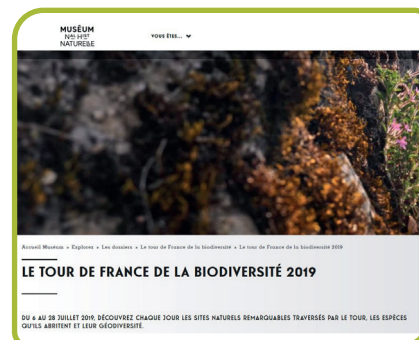 MUSÉUM
NATURELLE
VOUS ÊTES...
Accueil Muséum » Explorez » Les dossiers » Le tour de France de la biodiversité » Le tour de France de la biodiversité 2019
LE TOUR DE FRANCE DE LA BIODIVERSITÉ 2019
DU 6 AU 28 JUILLET 2019, DÉCOUVREZ CHAQUE JOUR LES SITES NATURELS REMARQUABLES TRAVERSÉS PAR LE TOUR, LES ESPÈCES
QU'ILS ABRITENT ET LEUR GÉODIVERSITÉ.